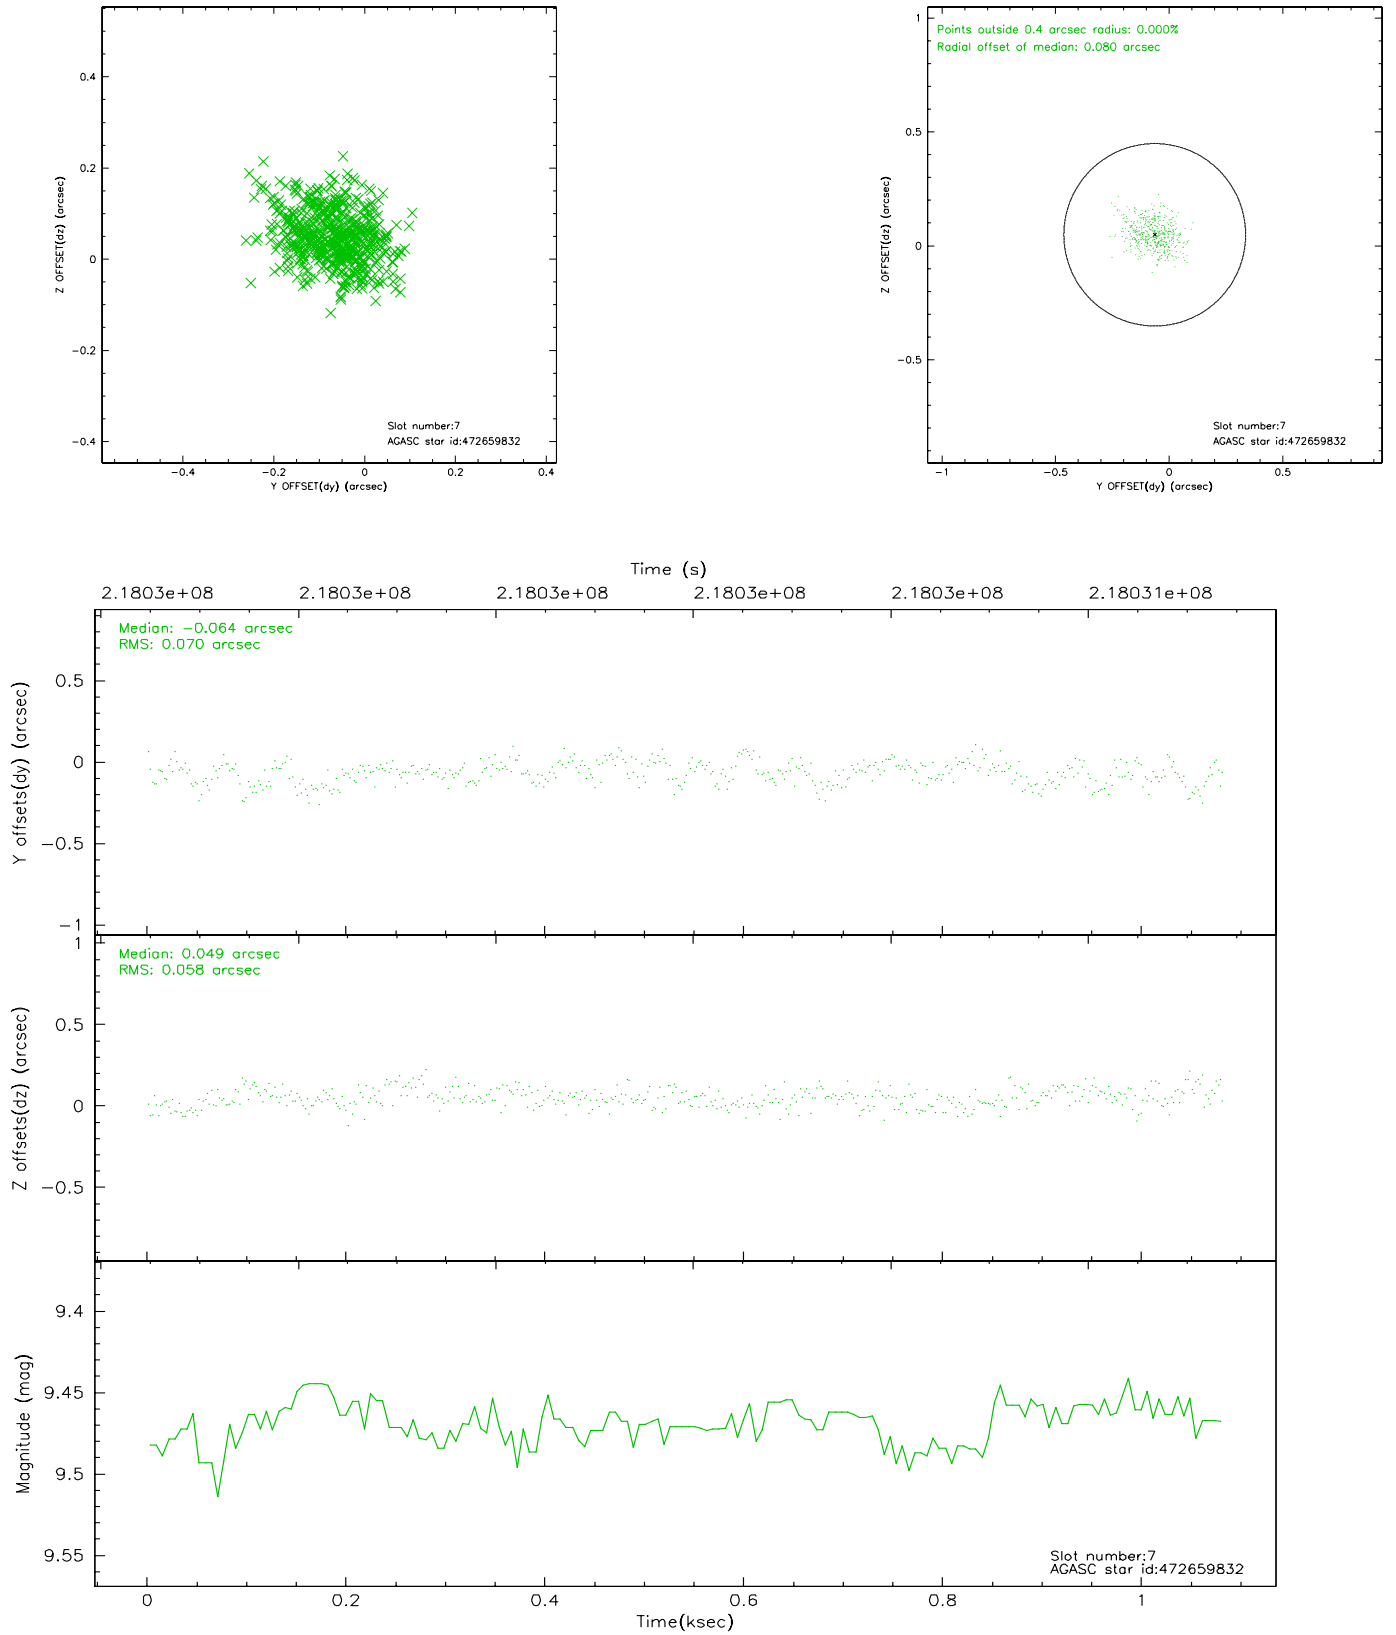 0.4
0.2
0
−0.2
−0.4
Z OFFSET(dz) (arcsec)
−0.4 −0.2 0 0.2 0.4
Y OFFSET(dy) (arcsec)
Slot number:7
AGASC star id:472659832
Points outside 0.4 arcsec radius: 0.000%
Radial offset of median: 0.080 arcsec
1
0.5
0
−0.5
Z OFFSET(dz) (arcsec)
−1 −0.5 0 0.5
Y OFFSET(dy) (arcsec)
Slot number:7
AGASC star id:472659832
Time (s)
2.1803e+08 2.1803e+08 2.1803e+08 2.1803e+08 2.1803e+08 2.18031e+08
Median: −0.064 arcsec
RMS: 0.070 arcsec
0.5
0
−0.5
−1
Y offsets(dy) (arcsec)
Median: 0.049 arcsec
RMS: 0.058 arcsec
1
0.5
0
−0.5
Z offsets(dz) (arcsec)
9.4
9.45
9.5
9.55
Magnitude (mag)
Slot number:7
AGASC star id:472659832
0 0.2 0.4 0.6 0.8 1
Time(ksec)